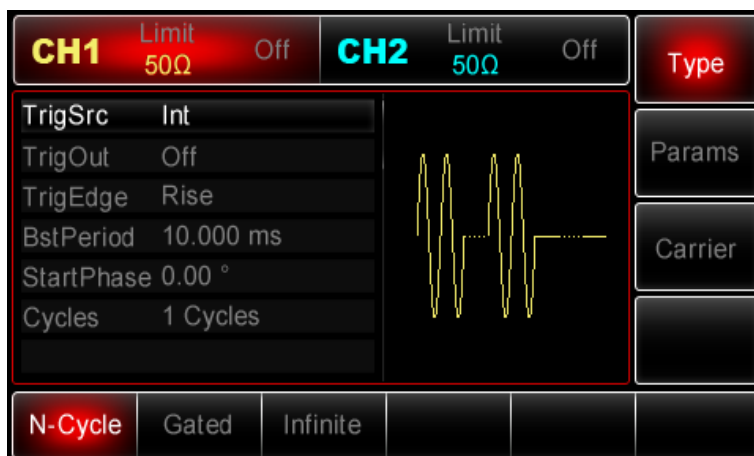 CH1 Limit 50Ω Off CH2 Limit 50Ω Off Type
TrigSrc Int
TrigOut Off
TrigEdge Rise
BstPeriod 10.000 ms
StartPhase 0.00 °
Cycles 1 Cycles
Params
Carrier
N-Cycle Gated Infinite